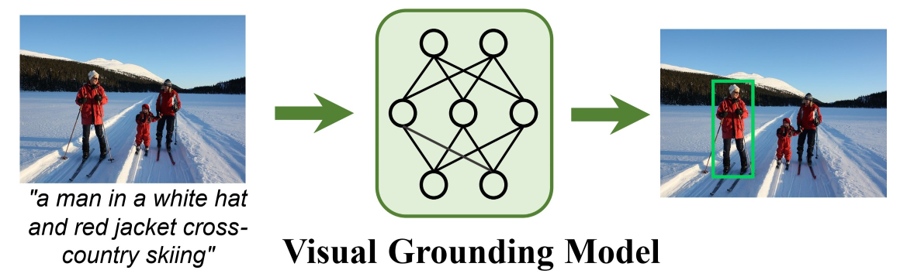 "a man in a white hat
and red jacket cross-
country skiing"
Visual Grounding Model